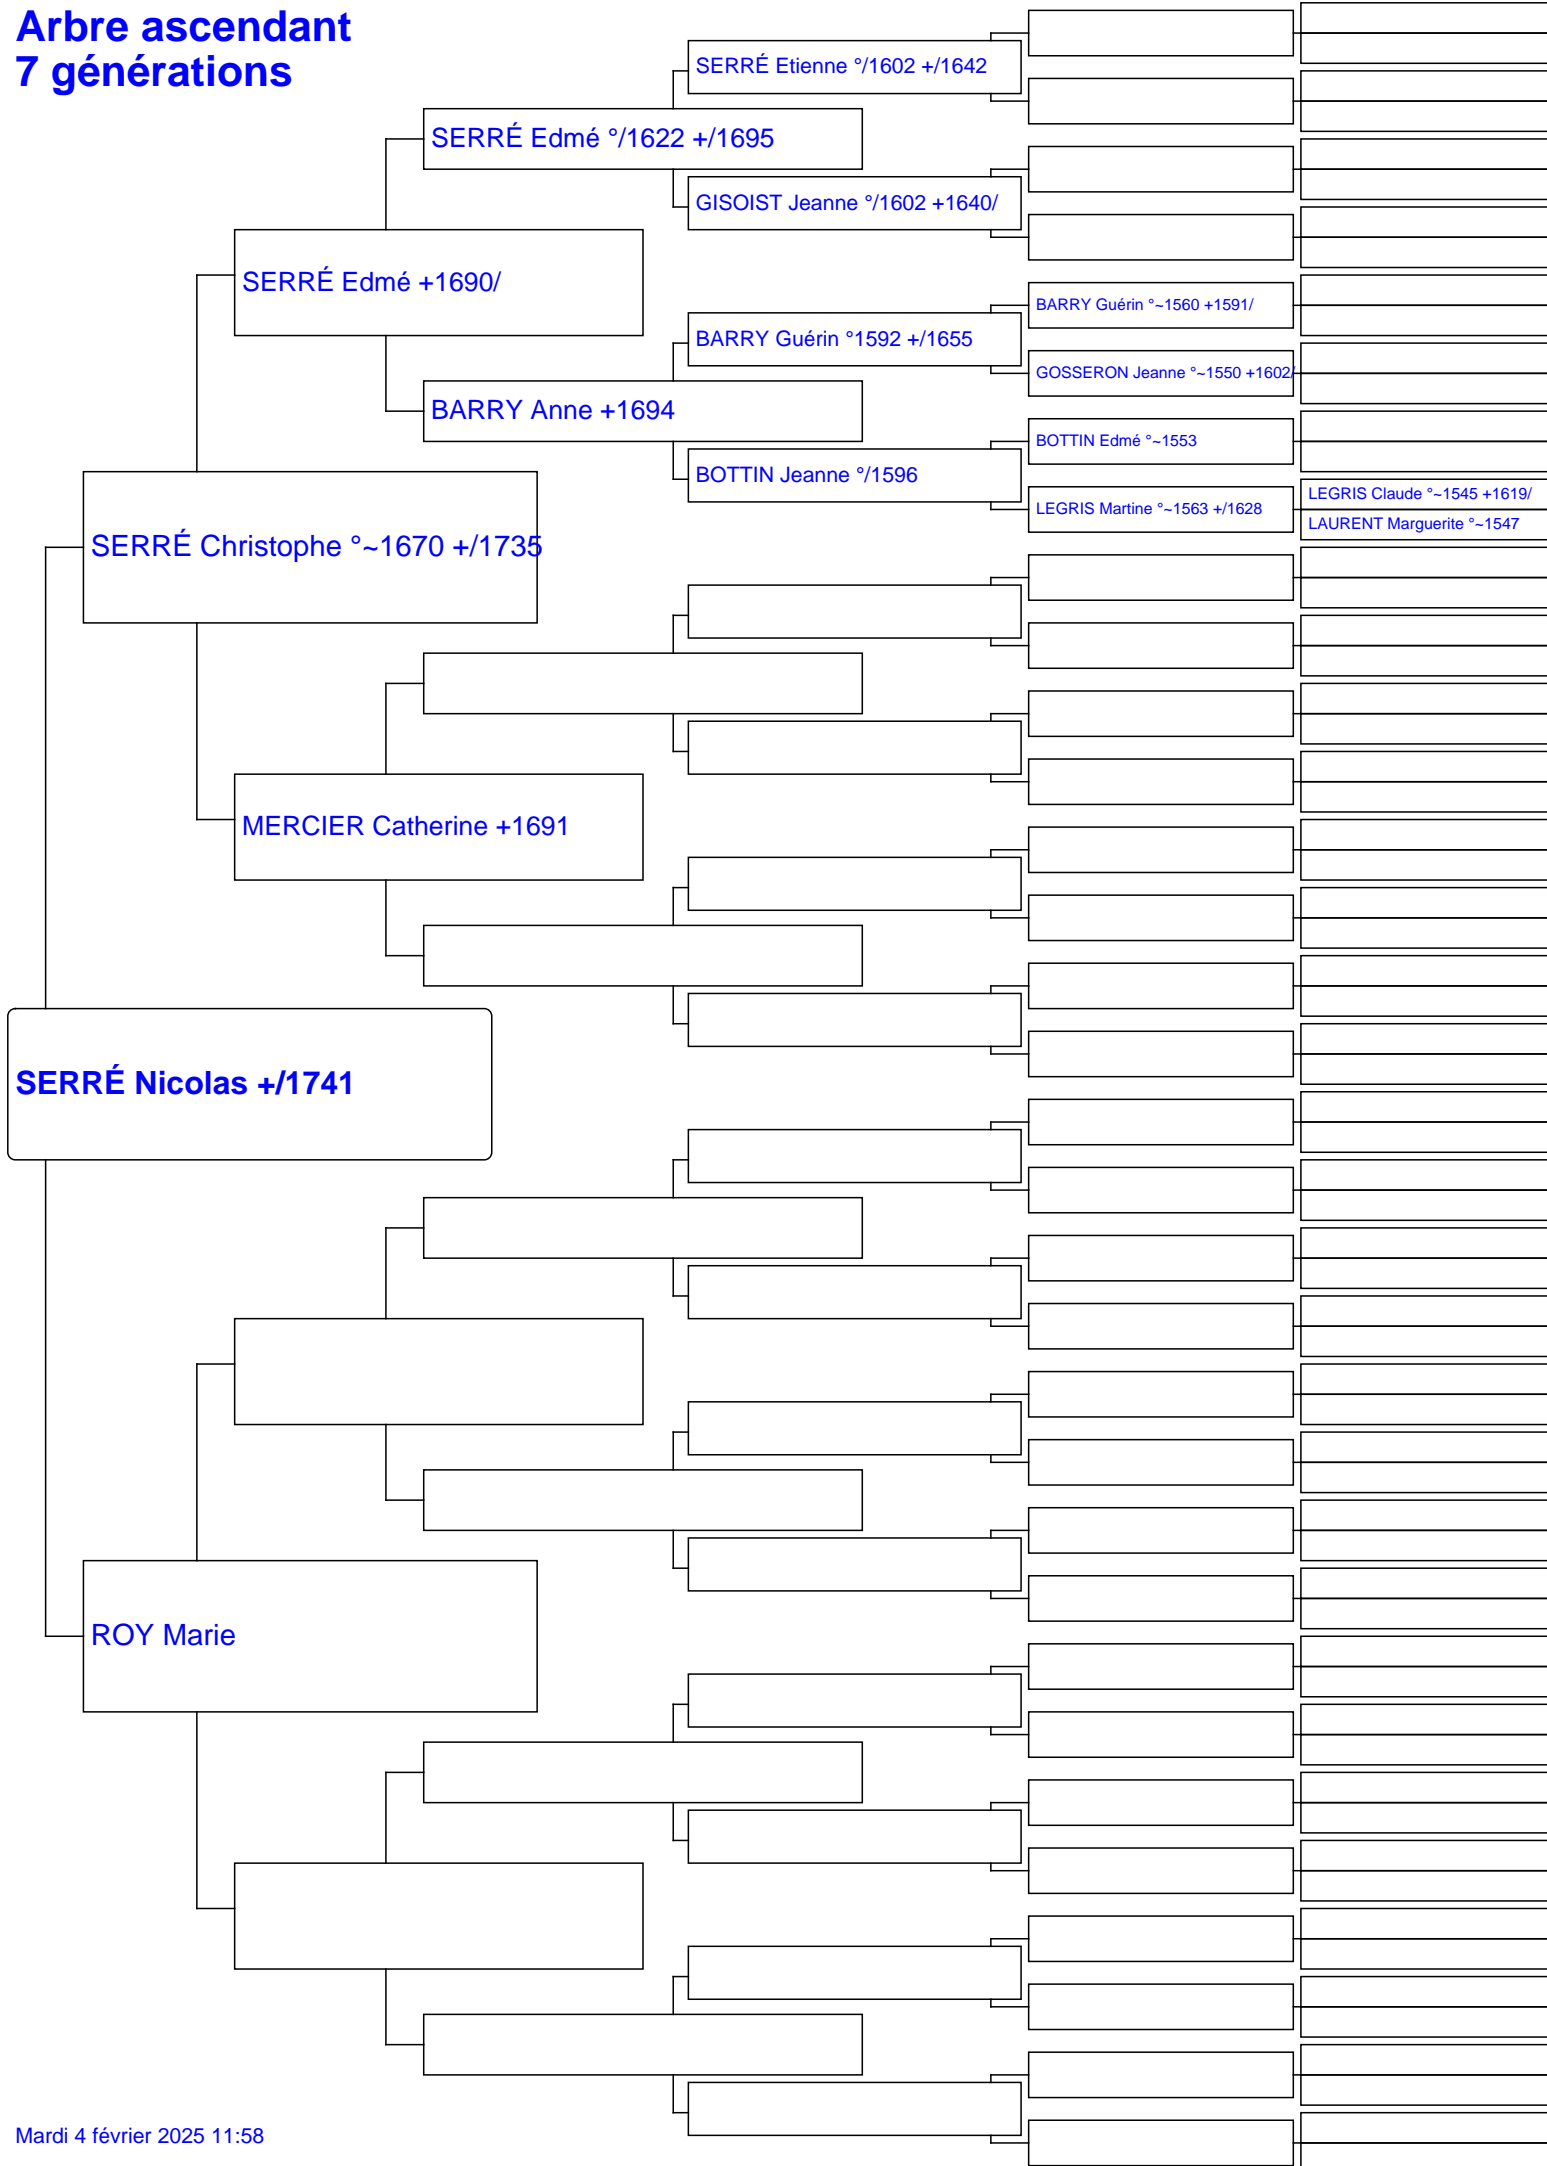 Arbre ascendant
7 générations
SERRÉ Etienne °/1602 +/1642
SERRÉ Edmé °/1622 +/1695
GISOIST Jeanne °/1602 +1640/
SERRÉ Edmé +1690/
BARRY Guérin °~1560 +1591/
BARRY Guérin °1592 +/1655
GOSSERON Jeanne °~1550 +1602/
BARRY Anne +1694
BOTTIN Edmé °~1553
BOTTIN Jeanne °/1596
LEGRIS Claude °~1545 +1619/
LEGRIS Martine °~1563 +/1628
LAURENT Marguerite °~1547
SERRÉ Christophe °~1670 +/1735
MERCIER Catherine +1691
SERRÉ Nicolas +/1741
ROY Marie
Mardi 4 février 2025 11:58